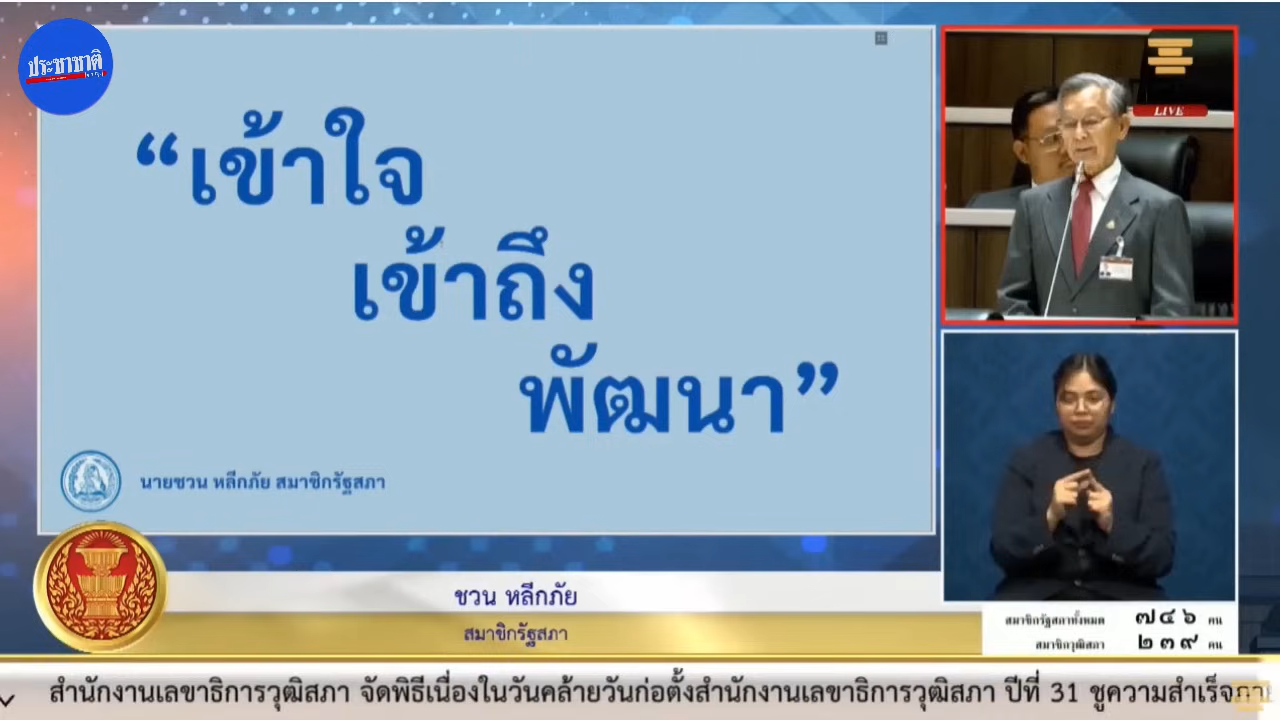 ประชาชาติ
“เข้าใจ
เข้าถึง
พัฒนา”
นายชวน หลีกภัย สมาชิกรัฐสภา
LIVE
ชวน หลีกภัย
สมาชิกรัฐสภา
สมาชิกรัฐสภาทั้งหมด ๗๔๖ คน
สมาชิกวุฒิสภา ๒๓๙ คน
สำนักงานเลขาธิการวุฒิสภา จัดพิธีเนื่องในวันคล้ายวันก่อตั้งสำนักงานเลขาธิการวุฒิสภา ปีที่ 31 ชูความสำเร็จ